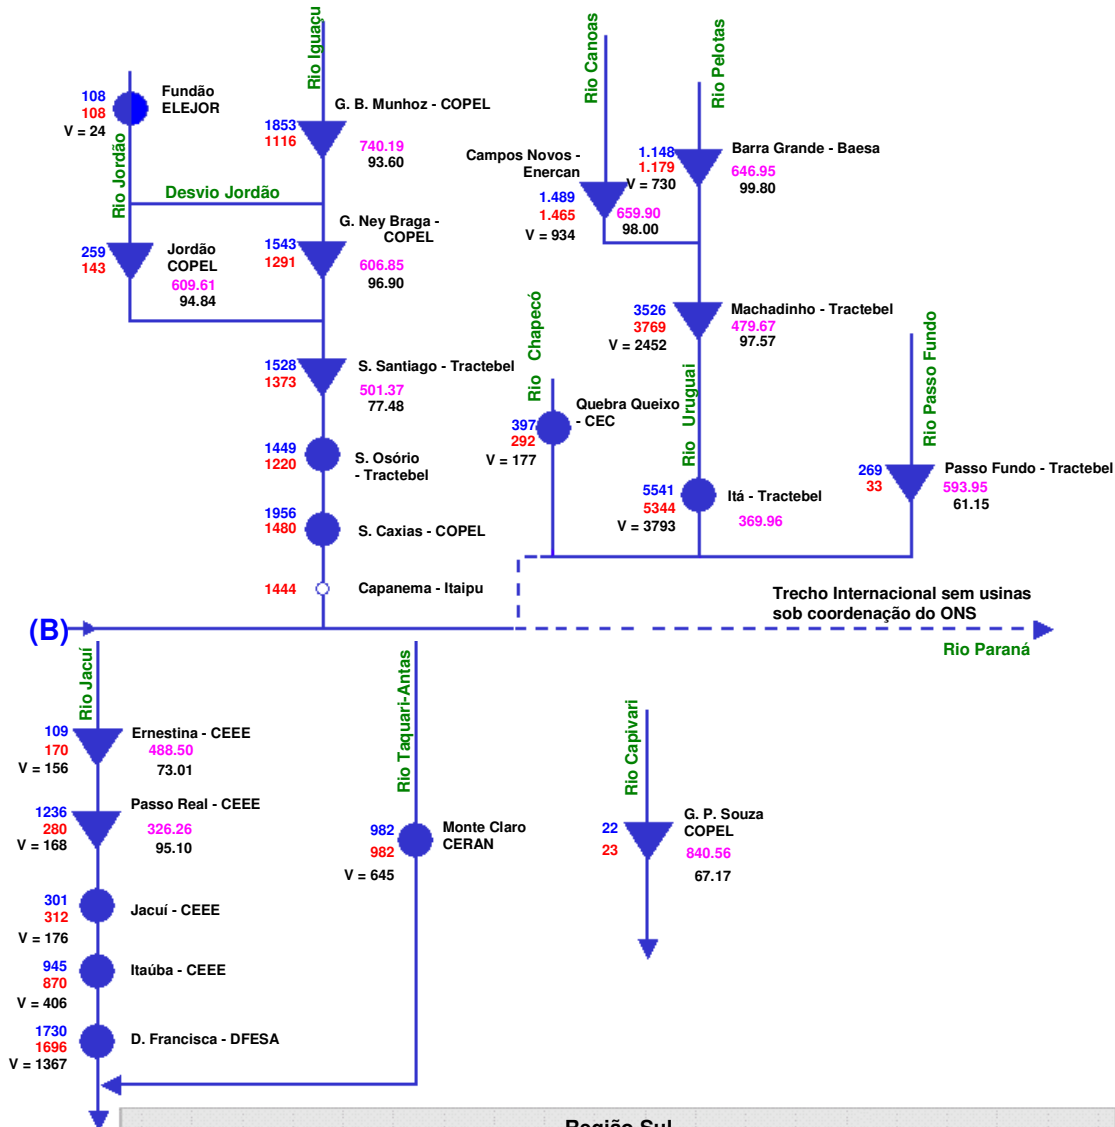 Rio Iguaçu
Rio Canoas
Rio Pelotas
Fundão
ELEJOR
108
108
V = 24
Rio Jordão
G. B. Munhoz - COPEL
1853
1116
740.19
93.60
Desvio Jordão
Campos Novos -
Enercan
1.489
1.465
V = 934
659.90
98.00
Barra Grande - Baesa
1.148
1.179
V = 730
646.95
99.80
Jordão
COPEL
259
143
609.61
94.84
G. Ney Braga -
COPEL
1543
1291
606.85
96.90
Machadinho - Tractebel
3526
3769
V = 2452
479.67
97.57
S. Santiago - Tractebel
1528
1373
501.37
77.48
Rio Chapecó
Rio Uruguai
Rio Passo Fundo
Quebra Queixo
- CEC
397
292
V = 177
S. Osório
- Tractebel
1449
1220
Itá - Tractebel
5541
5344
V = 3793
369.96
Passo Fundo - Tractebel
269
33
593.95
61.15
S. Caxias - COPEL
1956
1480
1444
Capanema - Itaipu
Trecho Internacional sem usinas
sob coordenação do ONS
(B)
Rio Paraná
Rio Jacuí
Rio Taquari-Antas
Rio Capivari
Ernestina - CEEE
109
170
V = 156
488.50
73.01
Passo Real - CEEE
1236
280
V = 168
326.26
95.10
Monte Claro
CERAN
982
982
V = 645
G. P. Souza
COPEL
22
23
840.56
67.17
301
312
V = 176
Jacuí - CEEE
945
870
V = 406
Itaúba - CEEE
1730
1696
V = 1367
D. Francisca - DFESA
Região Sul